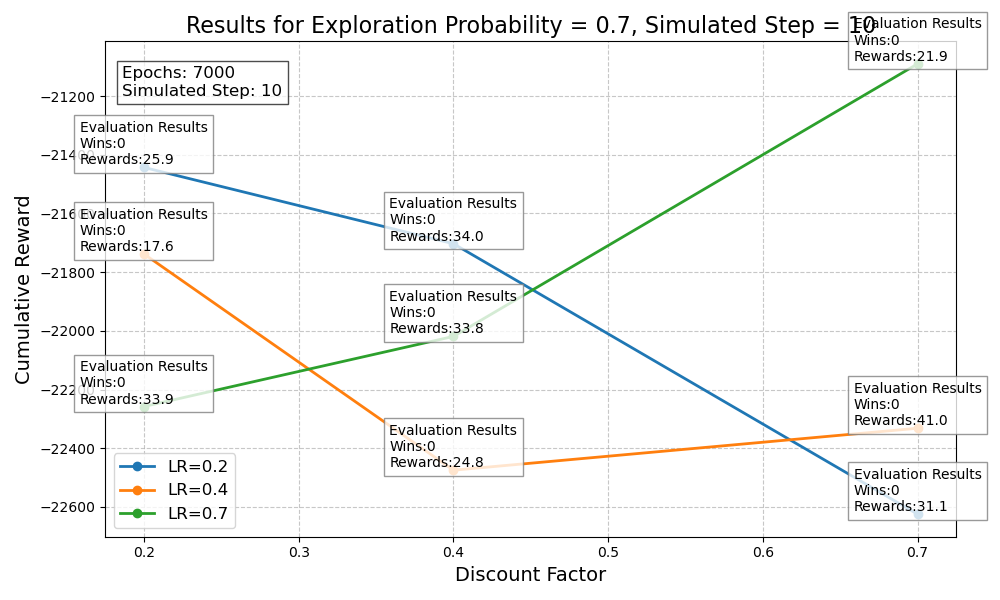 Results for Exploration Probability = 0.7, Simulated Step = 10
Evaluation Results
Wins:0
Rewards:21.9
Epochs: 7000
Simulated Step: 10
Evaluation Results
Wins:0
Rewards:25.9
Evaluation Results
Wins:0
Rewards:17.6
Evaluation Results
Wins:0
Rewards:33.9
Evaluation Results
Wins:0
Rewards:34.0
Evaluation Results
Wins:0
Rewards:33.8
Evaluation Results
Wins:0
Rewards:24.8
Evaluation Results
Wins:0
Rewards:41.0
Evaluation Results
Wins:0
Rewards:31.1
−21200
−21400
−21600
−21800
−22000
−22200
−22400
−22600
Cumulative Reward
LR=0.2
LR=0.4
LR=0.7
0.2
0.3
0.4
0.5
0.6
0.7
Discount Factor